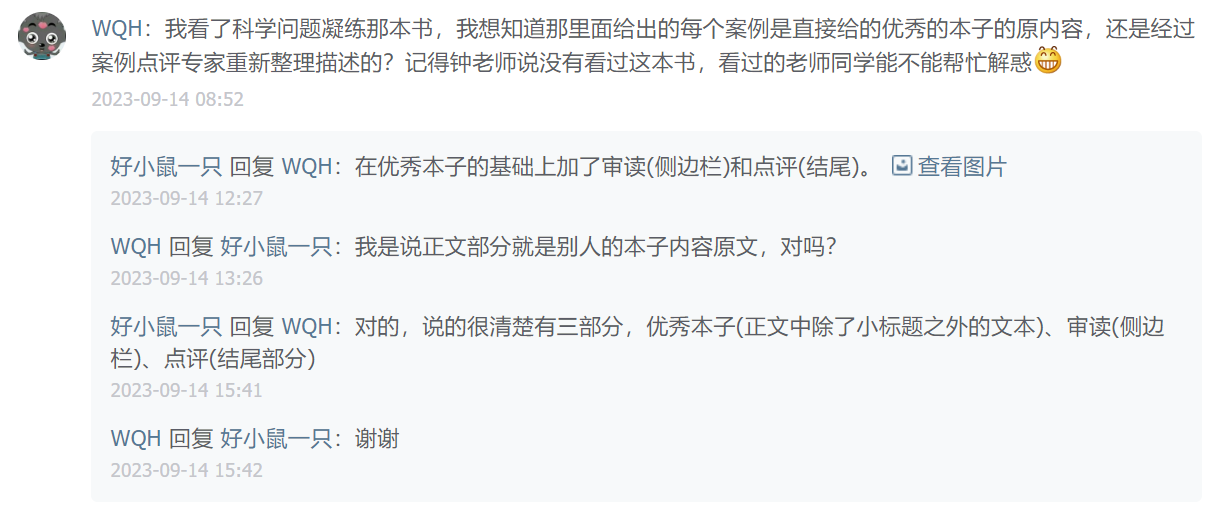 WQH：我看了科学问题凝练那本书，我想知道那里面给出的每个案例是直接给的优秀的本子的原内容，还是经过
案例点评专家重新整理描述的？记得钟老师说没有看过这本书，看过的老师同学能不能帮忙解惑😁
2023-09-14 08:52
好小鼠一只 回复 WQH：在优秀本子的基础上加了审读(侧边栏)和点评(结尾)。 查看图片
2023-09-14 12:27
WQH 回复 好小鼠一只：我是说正文部分就是别人的本子内容原文，对吗？
2023-09-14 13:26
好小鼠一只 回复 WQH：对的，说的很清楚有三部分，优秀本子(正文中除了小标题之外的文本)、审读(侧边
栏)、点评(结尾部分)
2023-09-14 15:41
WQH 回复 好小鼠一只：谢谢
2023-09-14 15:42